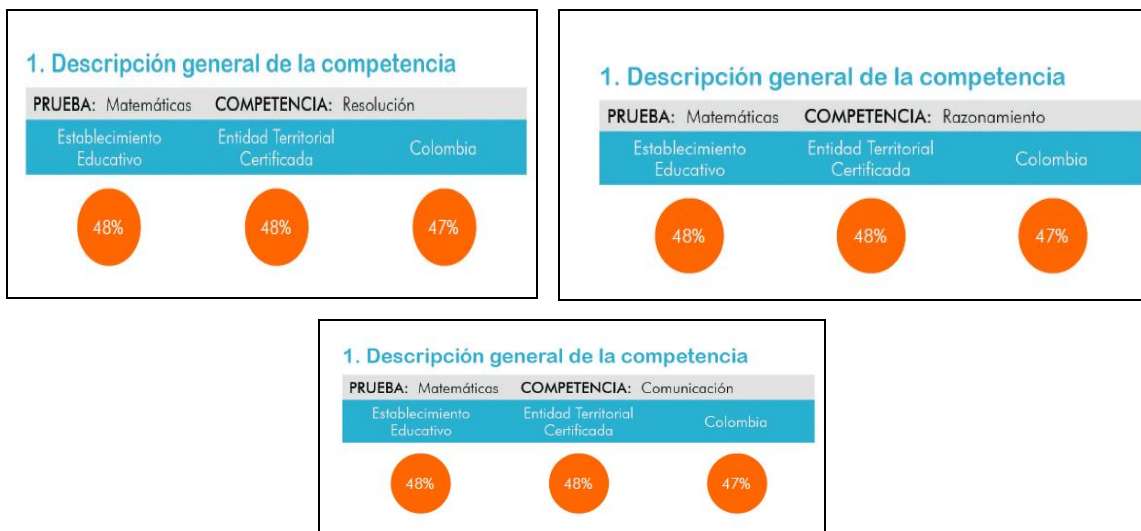 1. Descripción general de la competencia
PRUEBA: Matemáticas COMPETENCIA: Resolución
Establecimiento Educativo
Entidad Territorial Certificada
Colombia
48% 48% 47%
1. Descripción general de la competencia
PRUEBA: Matemáticas COMPETENCIA: Razonamiento
Establecimiento Educativo
Entidad Territorial Certificada
Colombia
48% 48% 47%
1. Descripción general de la competencia
PRUEBA: Matemáticas COMPETENCIA: Comunicación
Establecimiento Educativo
Entidad Territorial Certificada
Colombia
48% 48% 47%